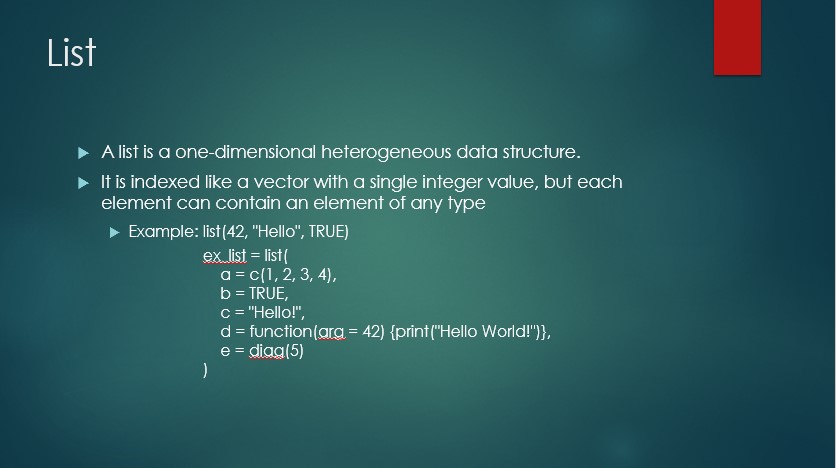 List
A list is a one-dimensional heterogeneous data structure.
It is indexed like a vector with a single integer value, but each
element can contain an element of any type
Example: list(42, "Hello", TRUE)
ex_list = list(
a = c(1, 2, 3, 4),
b = TRUE,
c = "Hello!",
d = function(arg = 42) {print("Hello World!")},
e = diag(5)
)